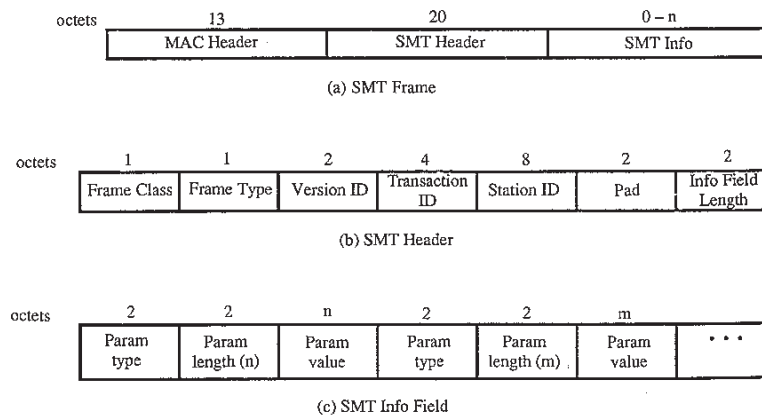 octets 13 20 0 – n
MAC Header SMT Header SMT Info
(a) SMT Frame
octets 1 1 2 4 8 2 2
Frame Class Frame Type Version ID Transaction ID Station ID Pad Info Field Length
(b) SMT Header
octets 2 2 n 2 2 m
Param type Param length (n) Param value Param type Param length (m) Param value • • •
(c) SMT Info Field